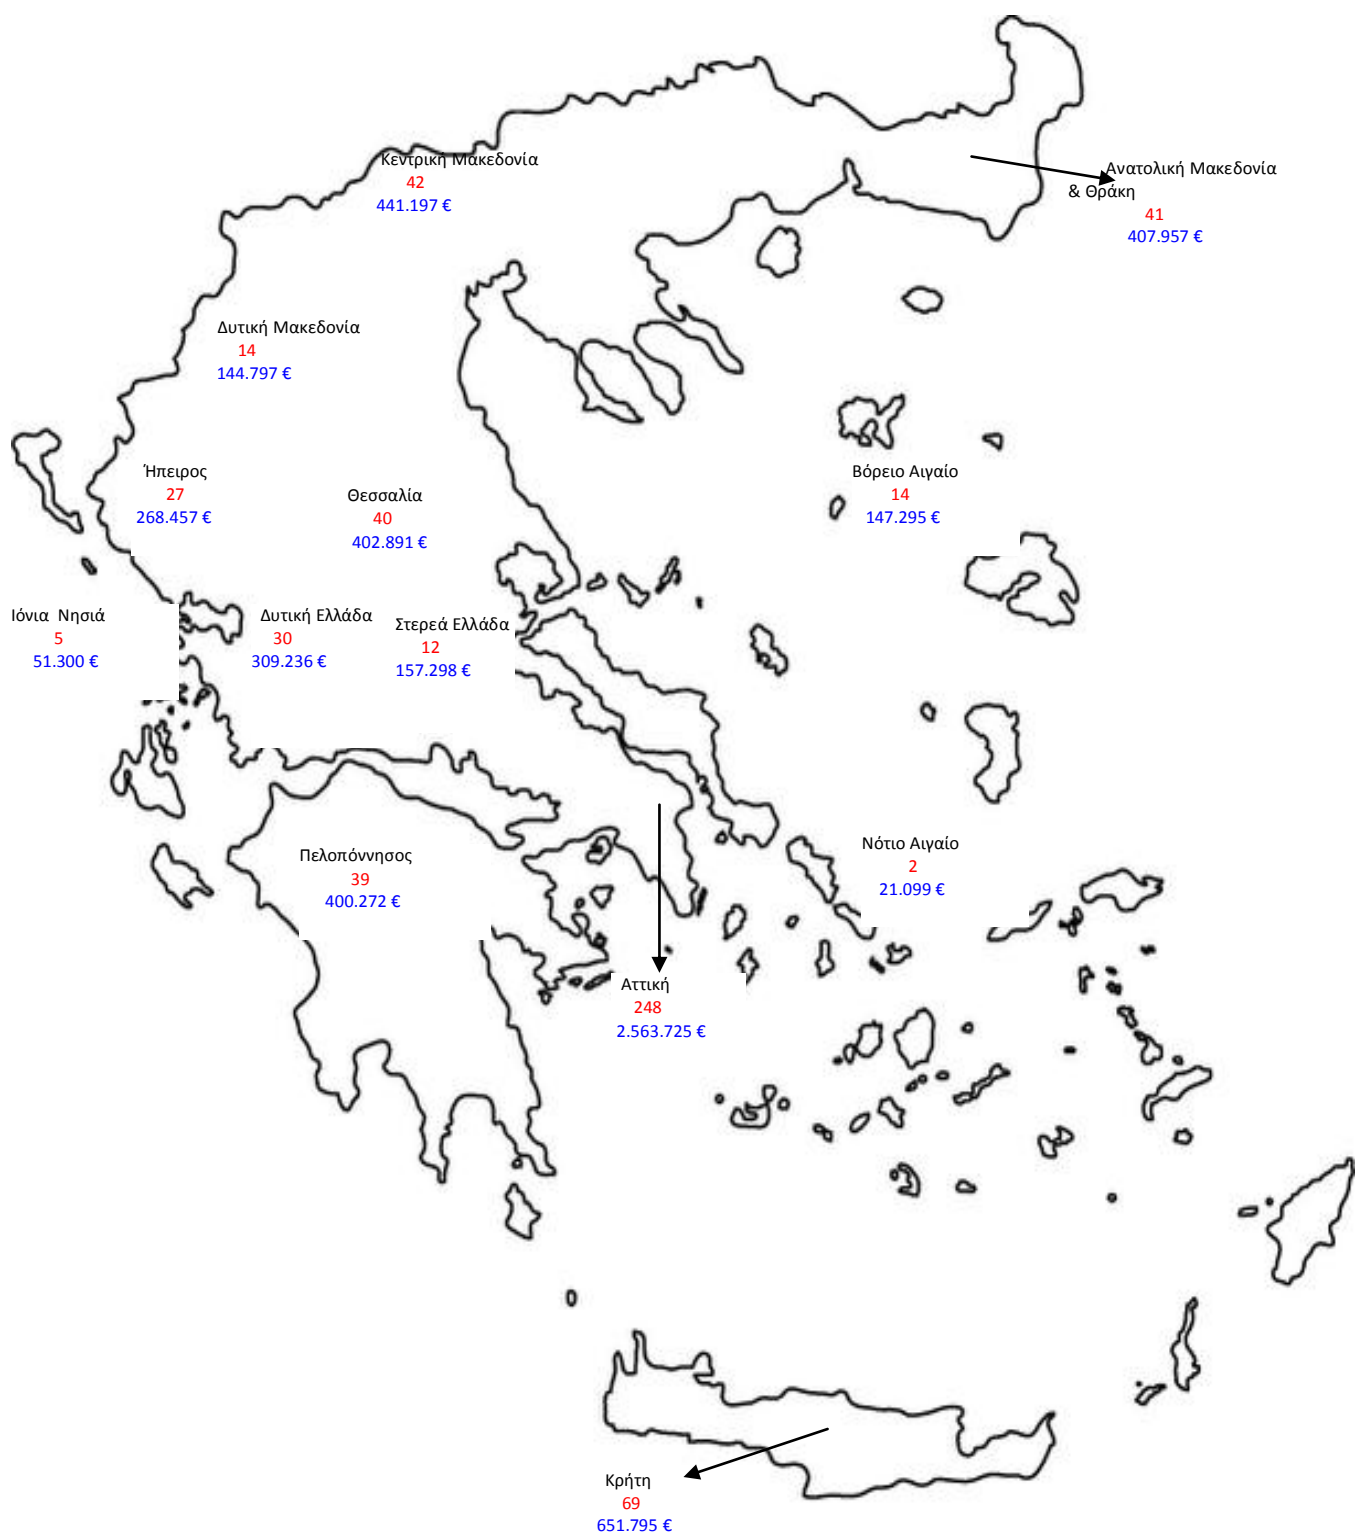 Κεντρική Μακεδονία
42
441.197 €
Ανατολική Μακεδονία
& Θράκη
41
407.957 €
Δυτική Μακεδονία
14
144.797 €
Ήπειρος
27
268.457 €
Θεσσαλία
40
402.891 €
Βόρειο Αιγαίο
14
147.295 €
Ιόνια Νησιά
5
51.300 €
Δυτική Ελλάδα
30
309.236 €
Στερεά Ελλάδα
12
157.298 €
Πελοπόννησος
39
400.272 €
Νότιο Αιγαίο
2
21.099 €
Αττική
248
2.563.725 €
Κρήτη
69
651.795 €